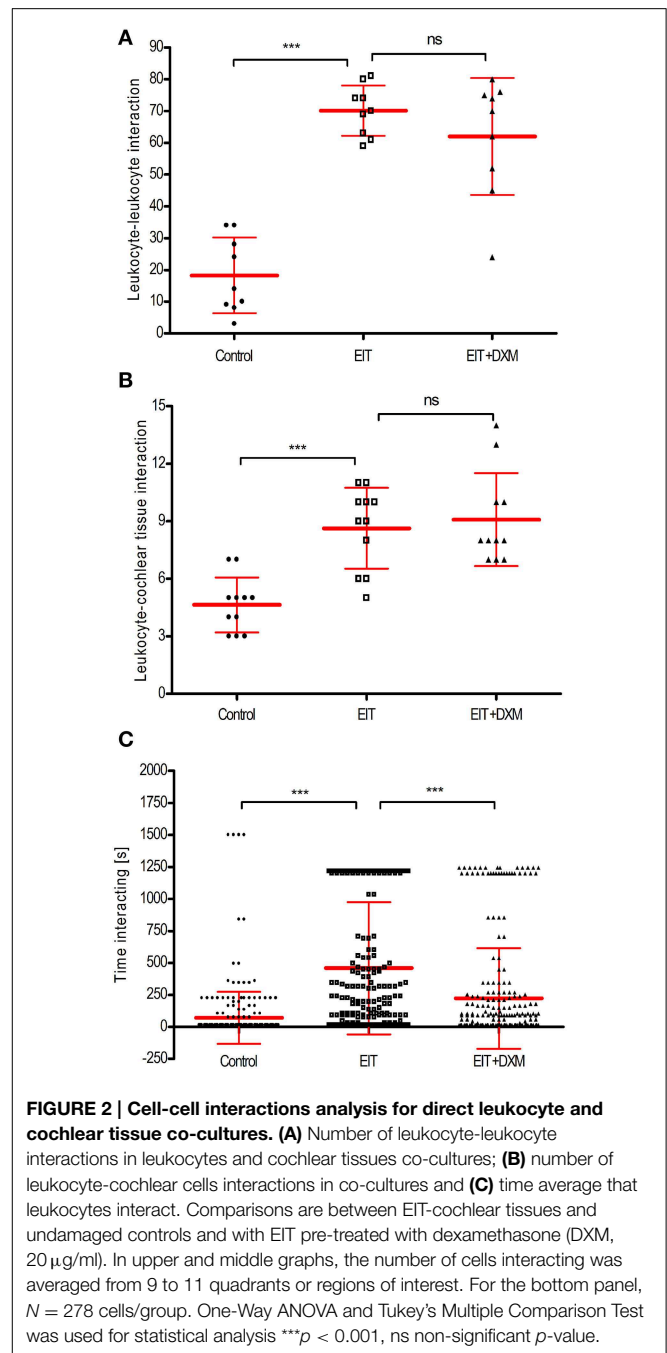 A
90
80
70
60
50
40
30
20
10
0
Leukocyte-leukocyte interaction
***
ns
Control EIT EIT+DXM
B
15
12
9
6
3
0
Leukocyte-cochlear tissue interaction
***
ns
Control EIT EIT+DXM
C
2000
1750
1500
1250
1000
750
500
250
0
-250
Time interacting [s]
***
***
Control EIT EIT+DXM
FIGURE 2 | Cell-cell interactions analysis for direct leukocyte and
cochlear tissue co-cultures. (A) Number of leukocyte-leukocyte
interactions in leukocytes and cochlear tissues co-cultures; (B) number of
leukocyte-cochlear cells interactions in co-cultures and (C) time average that
leukocytes interact. Comparisons are between EIT-cochlear tissues and
undamaged controls and with EIT pre-treated with dexamethasone (DXM,
20 μg/ml). In upper and middle graphs, the number of cells interacting was
averaged from 9 to 11 quadrants or regions of interest. For the bottom panel,
N = 278 cells/group. One-Way ANOVA and Tukey's Multiple Comparison Test
was used for statistical analysis ***p < 0.001, ns non-significant p-value.